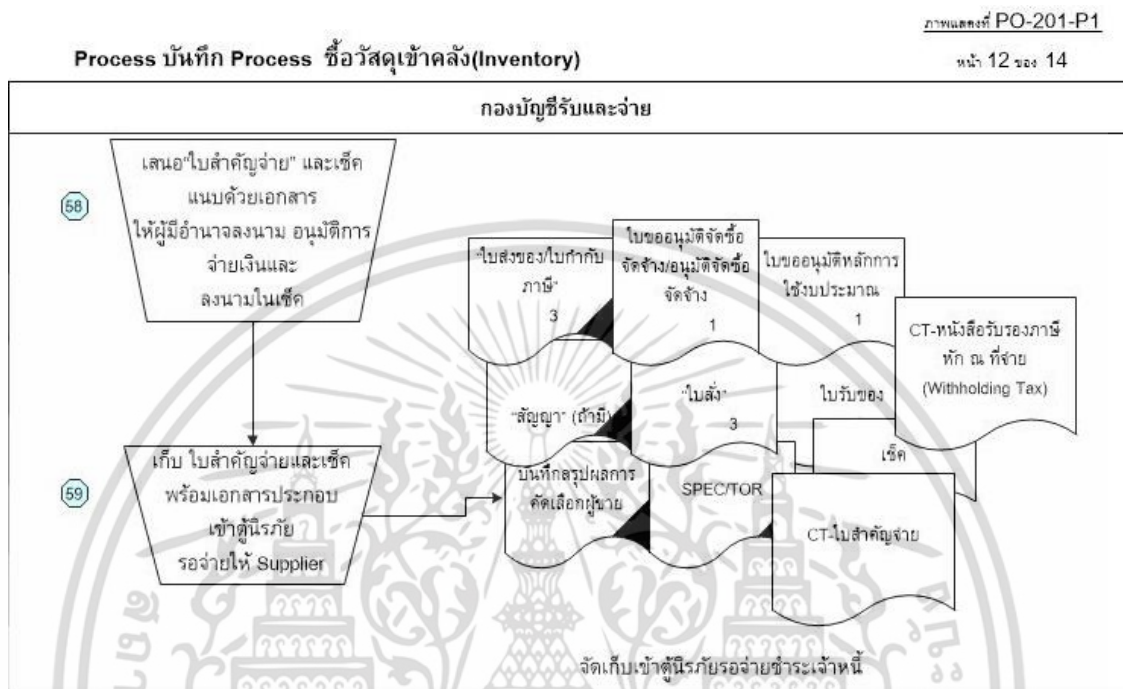 ภาพแสดงที่ PO-201-P1
Process บันทึก Process ซื้อวัสดุเข้าคลัง(Inventory)
หน้า 12 ของ 14
กองบัญชีรับและจ่าย
58
เสนอ"ใบสำคัญจ่าย" และเช็ค
แนบด้วยเอกสาร
ให้ผู้มีอำนาจลงนาม อนุมัติการ
จ่ายเงินและ
ลงนามในเช็ค
"ใบส่งของ/ใบกำกับ
ภาษี"
3
ใบขออนุมัติจัดซื้อ
จัดจ้าง/อนุมัติจัดซื้อ
จัดจ้าง
1
ใบขออนุมัติหลักการ
ใช้งบประมาณ
1
CT-หนังสือรับรองภาษี
หัก ณ ที่จ่าย
(Withholding Tax)
"สัญญา" (ถ้ามี)
"ใบสั่ง"
3
ใบรับของ
เช็ค
59
เก็บ ใบสำคัญจ่ายและเช็ค
พร้อมเอกสารประกอบ
เข้าตู้นิรภัย
รอจ่ายให้ Supplier
บันทึกสรุปผลการ
คัดเลือกผู้ขาย
SPEC/TOR
CT-ใบสำคัญจ่าย
จัดเก็บเข้าตู้นิรภัยรอจ่ายชำระเจ้าหนี้